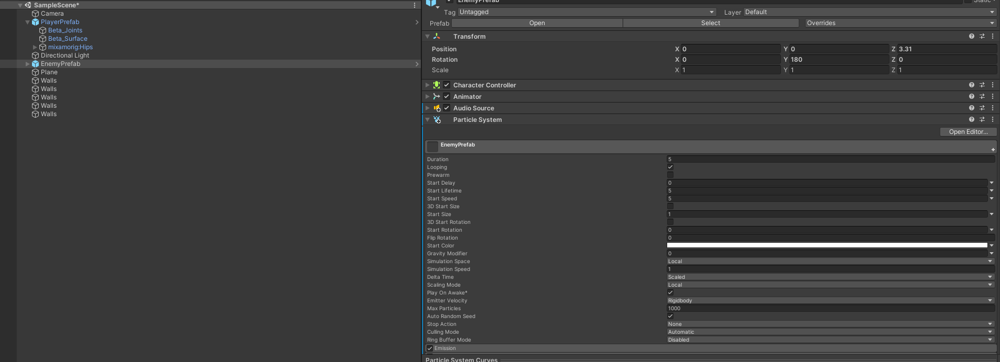 SampleScene*
Camera
PlayerPrefab
Beta_Joints
Beta_Surface
mixamorig:Hips
Directional Light
EnemyPrefab
Plane
Walls
Walls
Walls
Walls
Walls
EnemyPrefab Static
Tag Untagged Layer Default
Prefab Open Select Overrides
Transform
Position X 0 Y 0 Z 3.31
Rotation X 0 Y 180 Z 0
Scale X 1 Y 1 Z 1
Character Controller
Animator
Audio Source
Particle System
Open Editor...
EnemyPrefab
Duration 5
Looping
Prewarm
Start Delay 0
Start Lifetime 5
Start Speed 5
3D Start Size
Start Size 1
3D Start Rotation
Start Rotation 0
Flip Rotation 0
Start Color
Gravity Modifier 0
Simulation Space Local
Simulation Speed 1
Delta Time Scaled
Scaling Mode Local
Play On Awake*
Emitter Velocity Rigidbody
Max Particles 1000
Auto Random Seed
Stop Action None
Culling Mode Automatic
Ring Buffer Mode Disabled
Emission
Particle System Curves